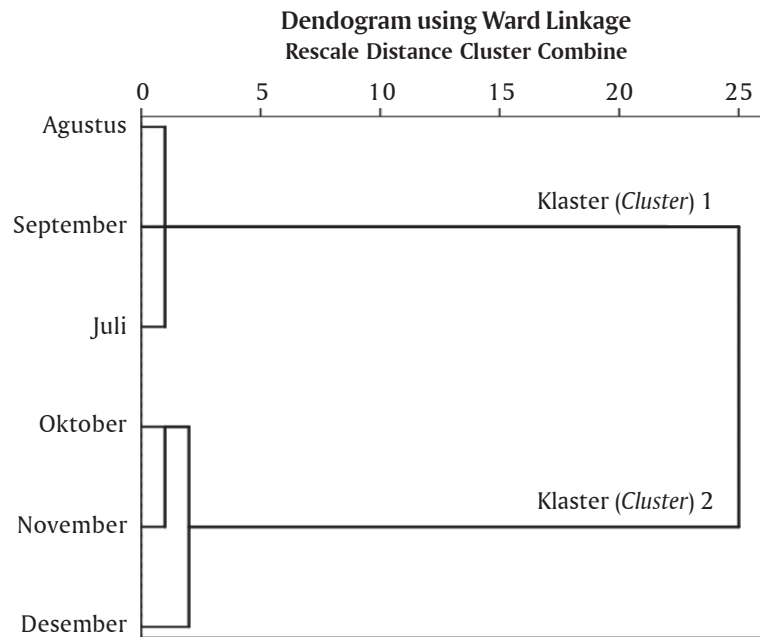 Dendogram using Ward Linkage
Rescale Distance Cluster Combine
0 5 10 15 20 25
Agustus
Klaster (Cluster) 1
September
Juli
Oktober
Klaster (Cluster) 2
November
Desember